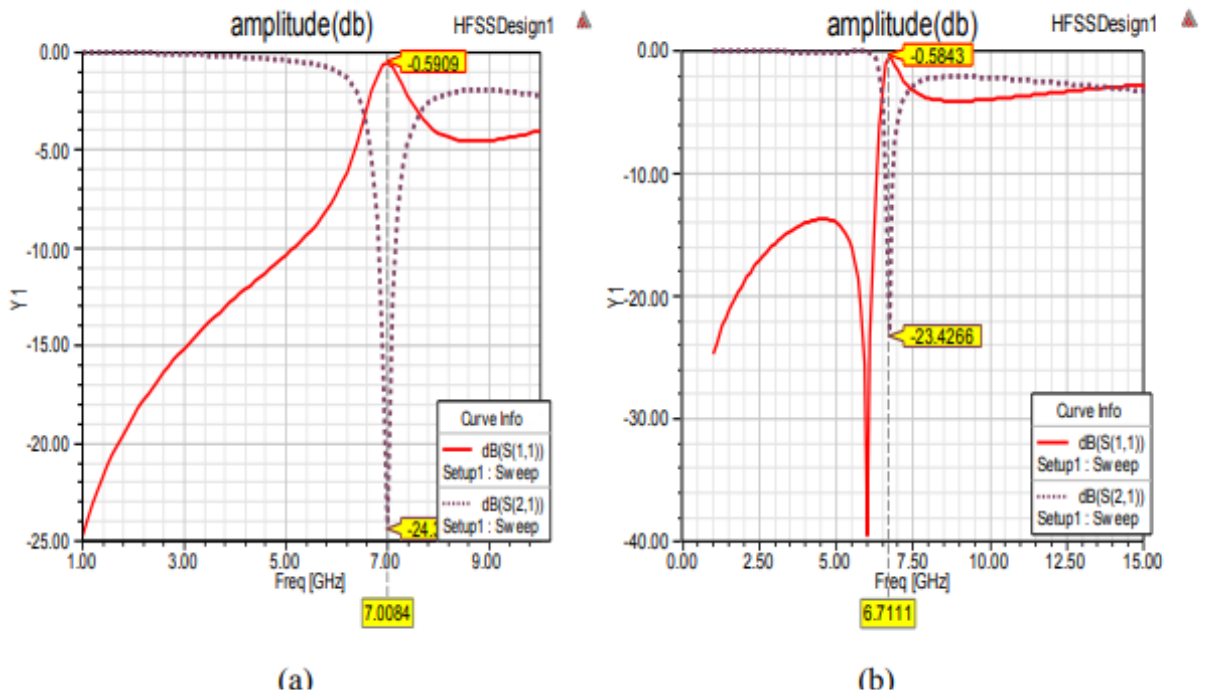 amplitude(db)
HFSSDesign1
0.00
-5.00
-10.00
-15.00
-20.00
-25.00
Y1
-0.5909
-24.
Curve Info
dB(S(1,1))
Setup1 : Sweep
dB(S(2,1))
Setup1 : Sweep
1.00 3.00 5.00 7.00 9.00
Freq [GHz]
7.0084
(a)
amplitude(db)
HFSSDesign1
0.00
-10.00
-20.00
-30.00
-40.00
Y1
-0.5843
-23.4266
Curve Info
dB(S(1,1))
Setup1 : Sweep
dB(S(2,1))
Setup1 : Sweep
0.00 2.50 5.00 7.50 10.00 12.50 15.00
Freq [GHz]
6.7111
(b)